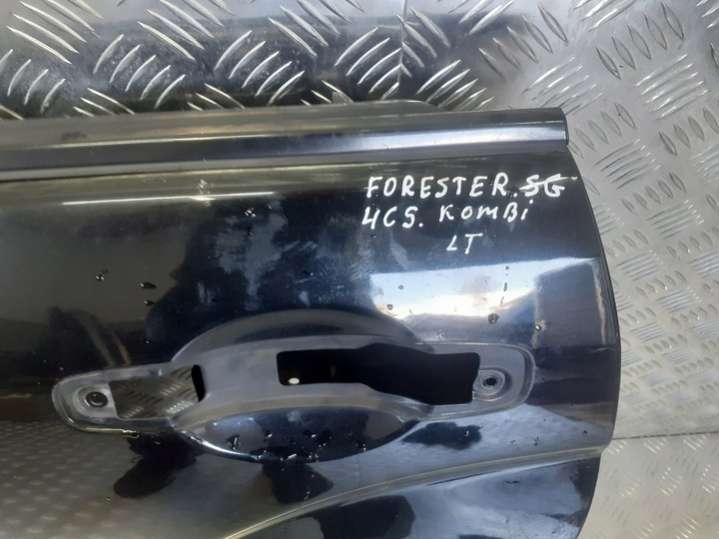 FORESTER. SG
4CS. KOMBI
LT